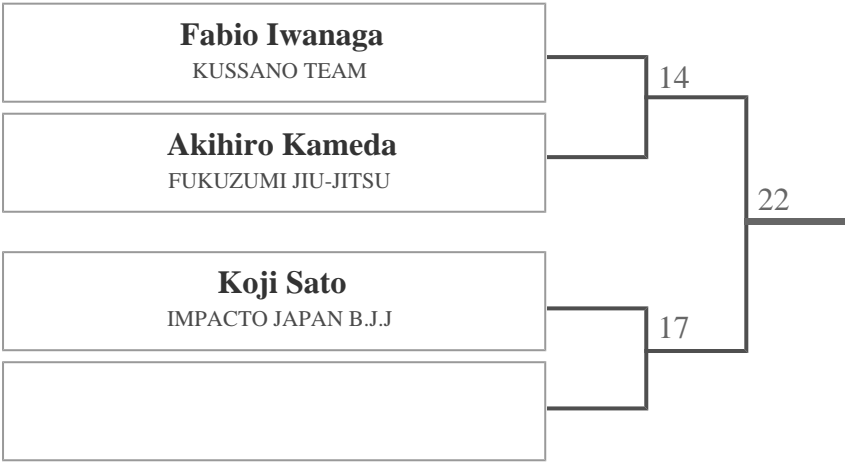 Fabio Iwanaga
KUSSANO TEAM
14
Akihiro Kameda
FUKUZUMI JIU-JITSU
22
Koji Sato
IMPACTO JAPAN B.J.J
17